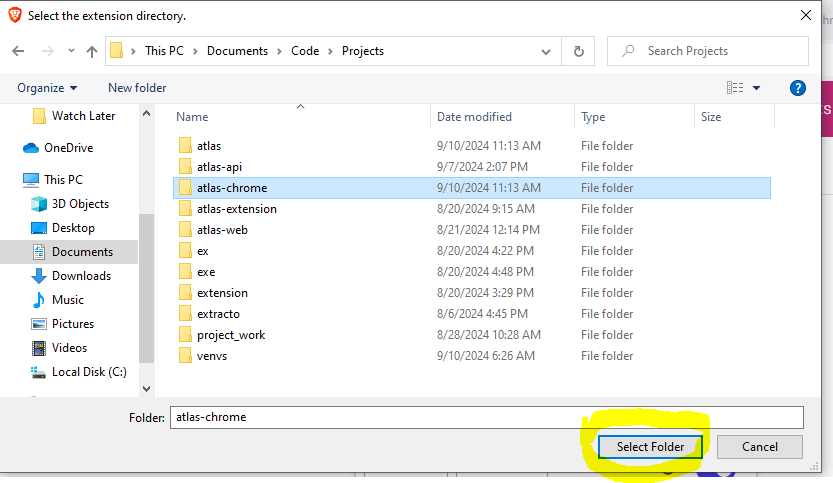 Select the extension directory.
This PC > Documents > Code > Projects
Search Projects
Organize
New folder
Name
Date modified
Type
Size
Watch Later
OneDrive
This PC
3D Objects
Desktop
Documents
Downloads
Music
Pictures
Videos
Local Disk (C:)
atlas 9/10/2024 11:13 AM File folder
atlas-api 9/7/2024 2:07 PM File folder
atlas-chrome 9/10/2024 11:13 AM File folder
atlas-extension 8/20/2024 9:15 AM File folder
atlas-web 8/21/2024 12:14 PM File folder
ex 8/20/2024 4:22 PM File folder
exe 8/20/2024 4:48 PM File folder
extension 8/20/2024 3:29 PM File folder
extracto 8/6/2024 4:45 PM File folder
project_work 8/28/2024 10:28 AM File folder
venvs 9/10/2024 6:26 AM File folder
Folder: atlas-chrome
Select Folder
Cancel